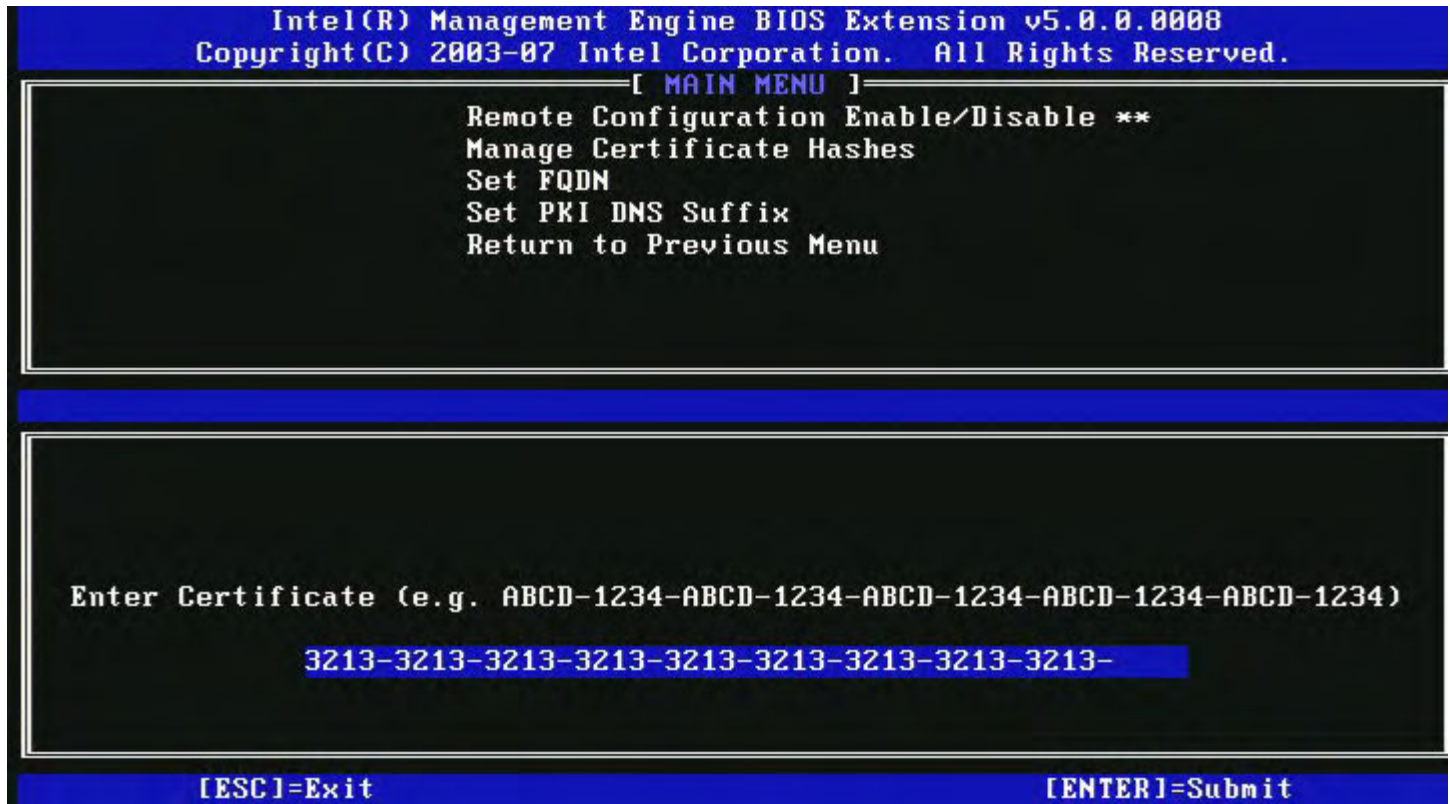 Intel(R) Management Engine BIOS Extension v5.0.0.0008
Copyright(C) 2003-07 Intel Corporation. All Rights Reserved.
[ MAIN MENU ]
Remote Configuration Enable/Disable **
Manage Certificate Hashes
Set FQDN
Set PKI DNS Suffix
Return to Previous Menu
Enter Certificate (e.g. ABCD-1234-ABCD-1234-ABCD-1234-ABCD-1234-ABCD-1234)
3213-3213-3213-3213-3213-3213-3213-3213-3213-
[ESC]=Exit [ENTER]=Submit